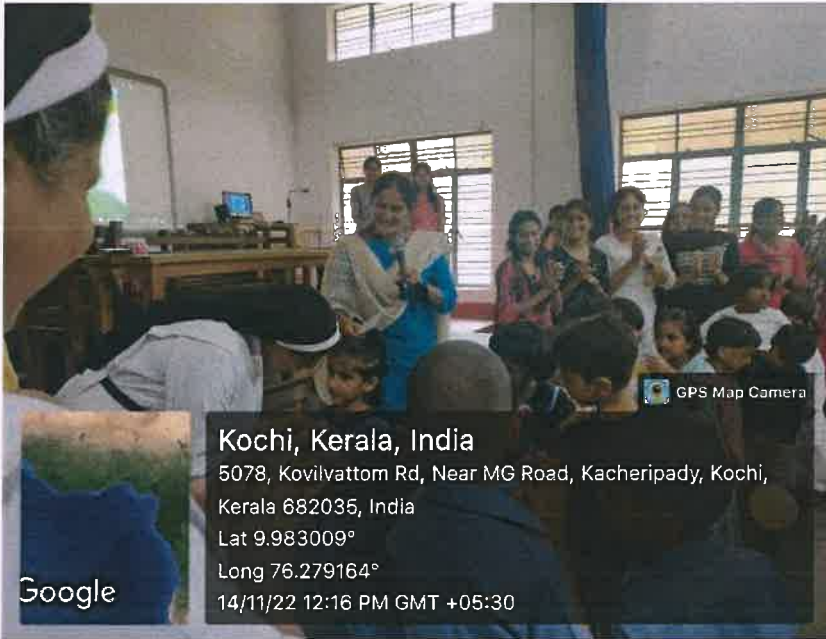 GPS Map Camera
Kochi, Kerala, India
5078, Kovilvattom Rd, Near MG Road, Kacheripady, Kochi,
Kerala 682035, India
Lat 9.983009°
Long 76.279164°
14/11/22 12:16 PM GMT +05:30
Google